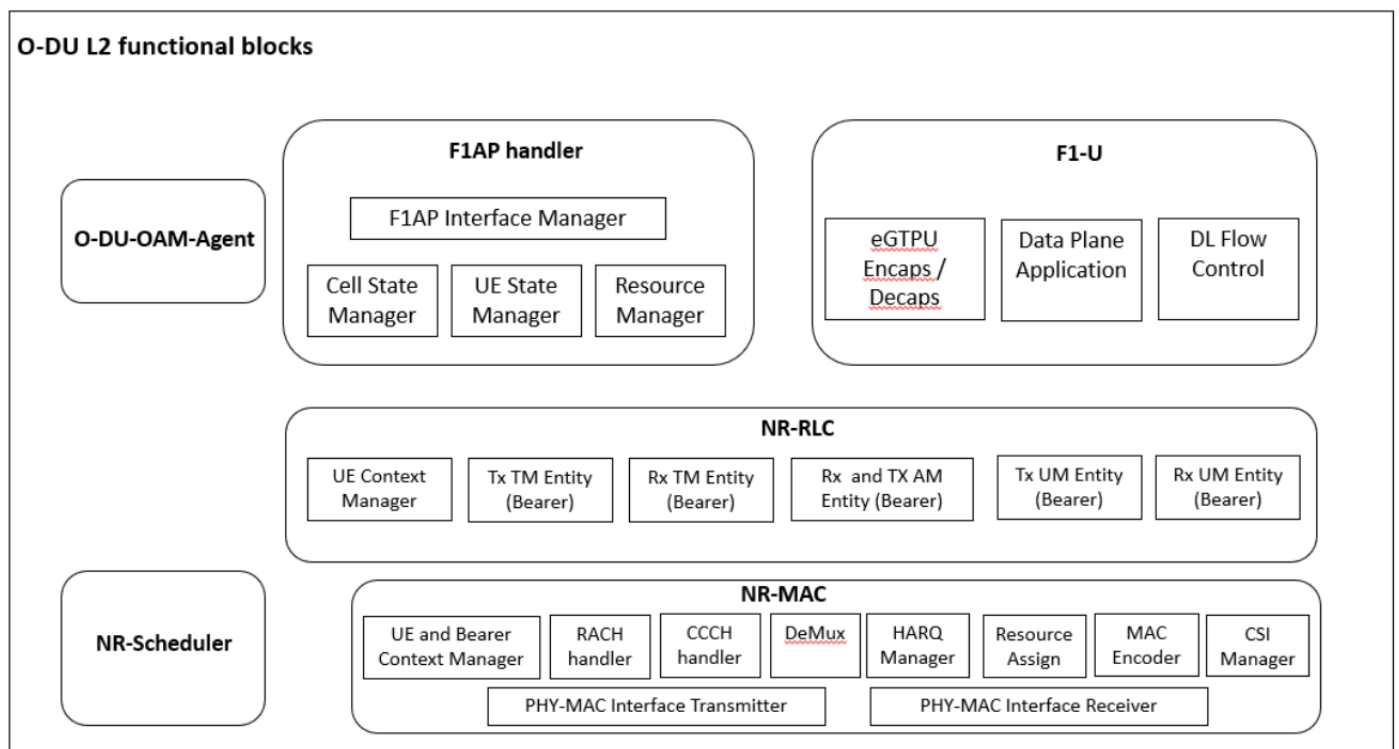 O-DU L2 functional blocks
F1AP handler
F1-U
O-DU-OAM-Agent
F1AP Interface Manager
Cell State
Manager
UE State
Manager
Resource
Manager
eGTPU
Encaps /
Decaps
Data Plane
Application
DL Flow
Control
NR-RLC
UE Context
Manager
Tx TM Entity
(Bearer)
Rx TM Entity
(Bearer)
Rx and TX AM
Entity (Bearer)
Tx UM Entity
(Bearer)
Rx UM Entity
(Bearer)
NR-Scheduler
NR-MAC
UE and Bearer
Context Manager
RACH
handler
CCCH
handler
DeMux
HARQ
Manager
Resource
Assign
MAC
Encoder
CSI
Manager
PHY-MAC Interface Transmitter
PHY-MAC Interface Receiver